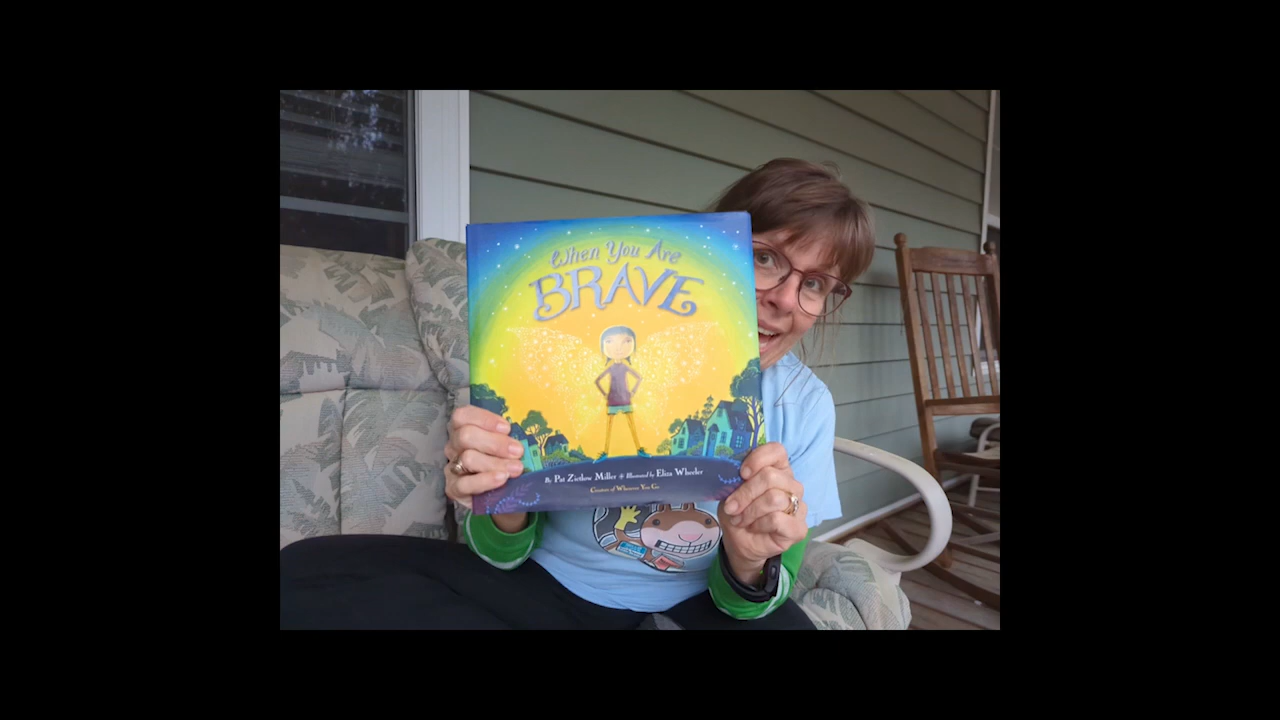 When You Are
BRAVE
By Pat Zietlow Miller ✦ Illustrated by Eliza Wheeler
Creators of Wherever You Go